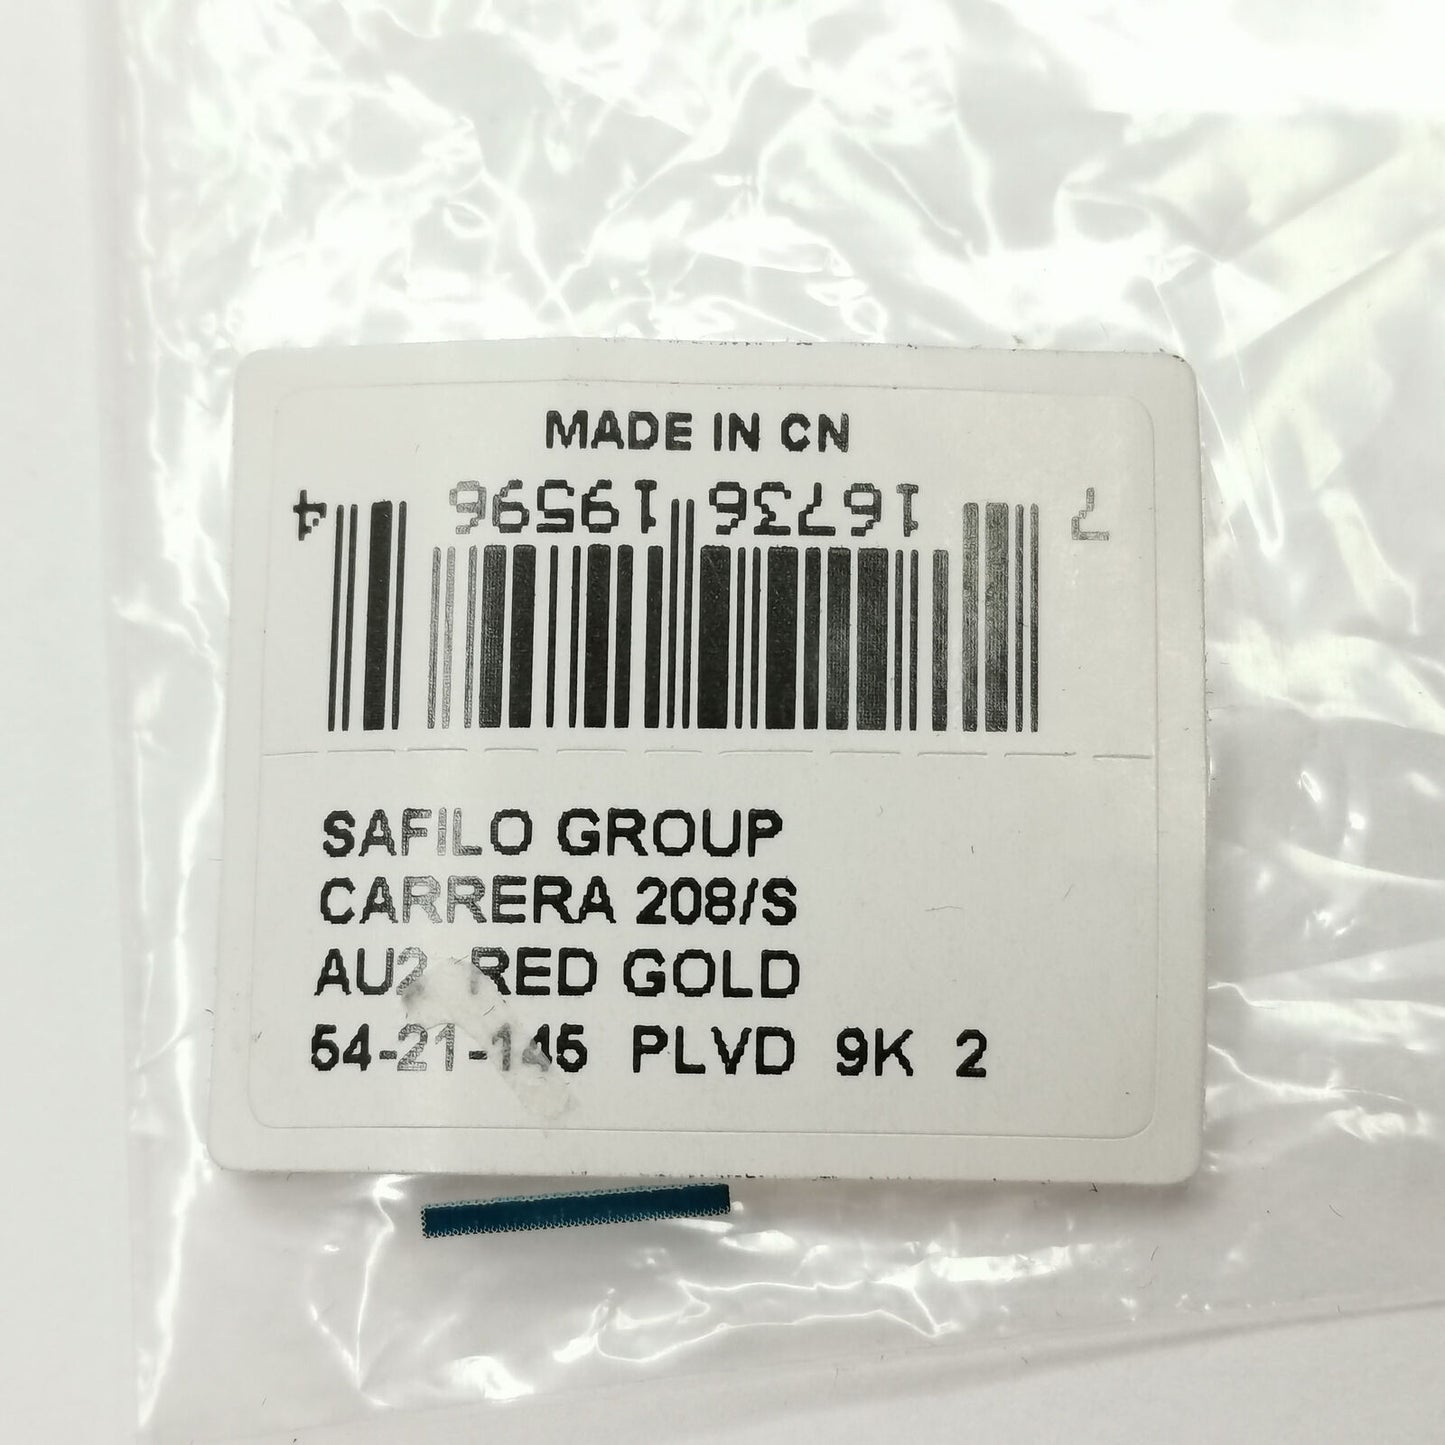 MADE IN CN
7 16736 19596 4
SAFILO GROUP
CARRERA 208/S
AU2 RED GOLD
54-21-145 PLVD 9K 2